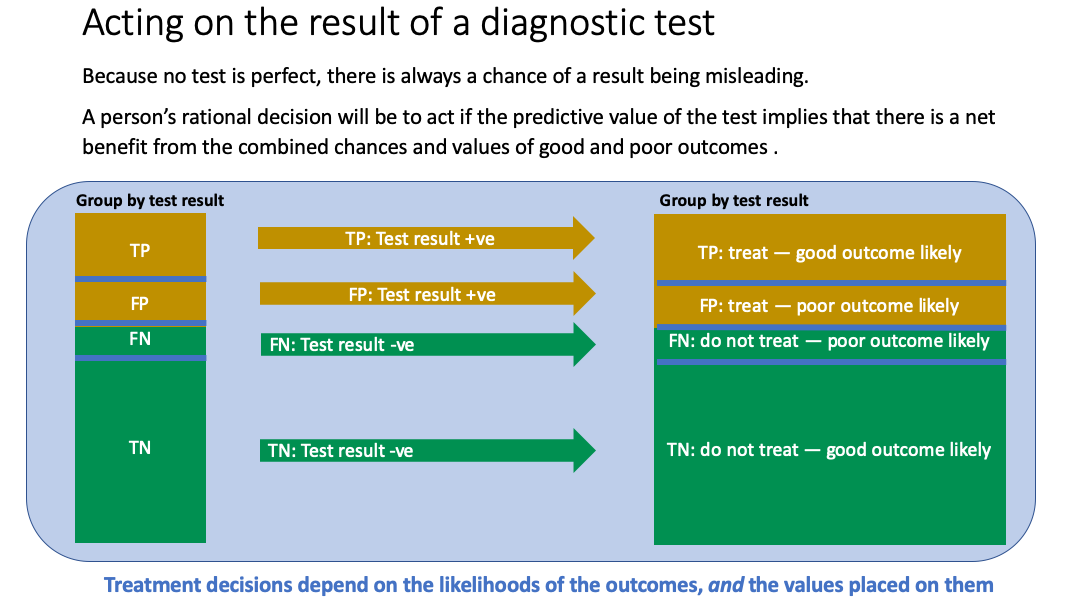 Acting on the result of a diagnostic test
Because no test is perfect, there is always a chance of a result being misleading.
A person’s rational decision will be to act if the predictive value of the test implies that there is a net
benefit from the combined chances and values of good and poor outcomes .
Group by test result
Group by test result
TP
TP: Test result +ve
TP: treat — good outcome likely
FP
FP: Test result +ve
FP: treat — poor outcome likely
FN
FN: Test result -ve
FN: do not treat — poor outcome likely
TN
TN: Test result -ve
TN: do not treat — good outcome likely
Treatment decisions depend on the likelihoods of the outcomes, and the values placed on them